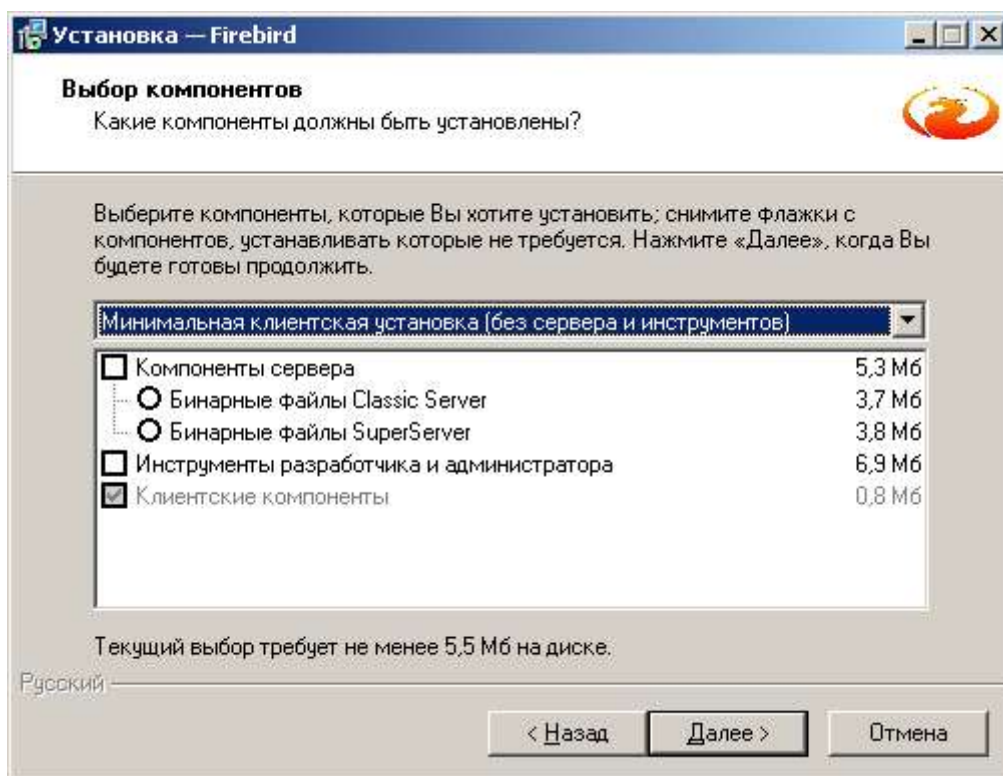 Установка — Firebird
Выбор компонентов
Какие компоненты должны быть установлены?
Выберите компоненты, которые Вы хотите установить; снимите флажки с
компонентов, устанавливать которые не требуется. Нажмите «Далее», когда Вы
будете готовы продолжить.
Минимальная клиентская установка (без сервера и инструментов)
Компоненты сервера 5,3 Мб
Бинарные файлы Classic Server 3,7 Мб
Бинарные файлы SuperServer 3,8 Мб
Инструменты разработчика и администратора 6,9 Мб
Клиентские компоненты 0,8 Мб
Текущий выбор требует не менее 5,5 Мб на диске.
Русский
< Назад Далее > Отмена